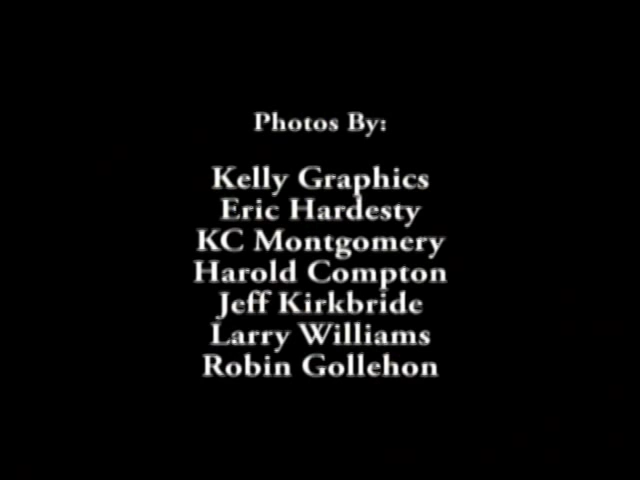 Photos By:
Kelly Graphics
Eric Hardesty
KC Montgomery
Harold Compton
Jeff Kirkbride
Larry Williams
Robin Gollehon